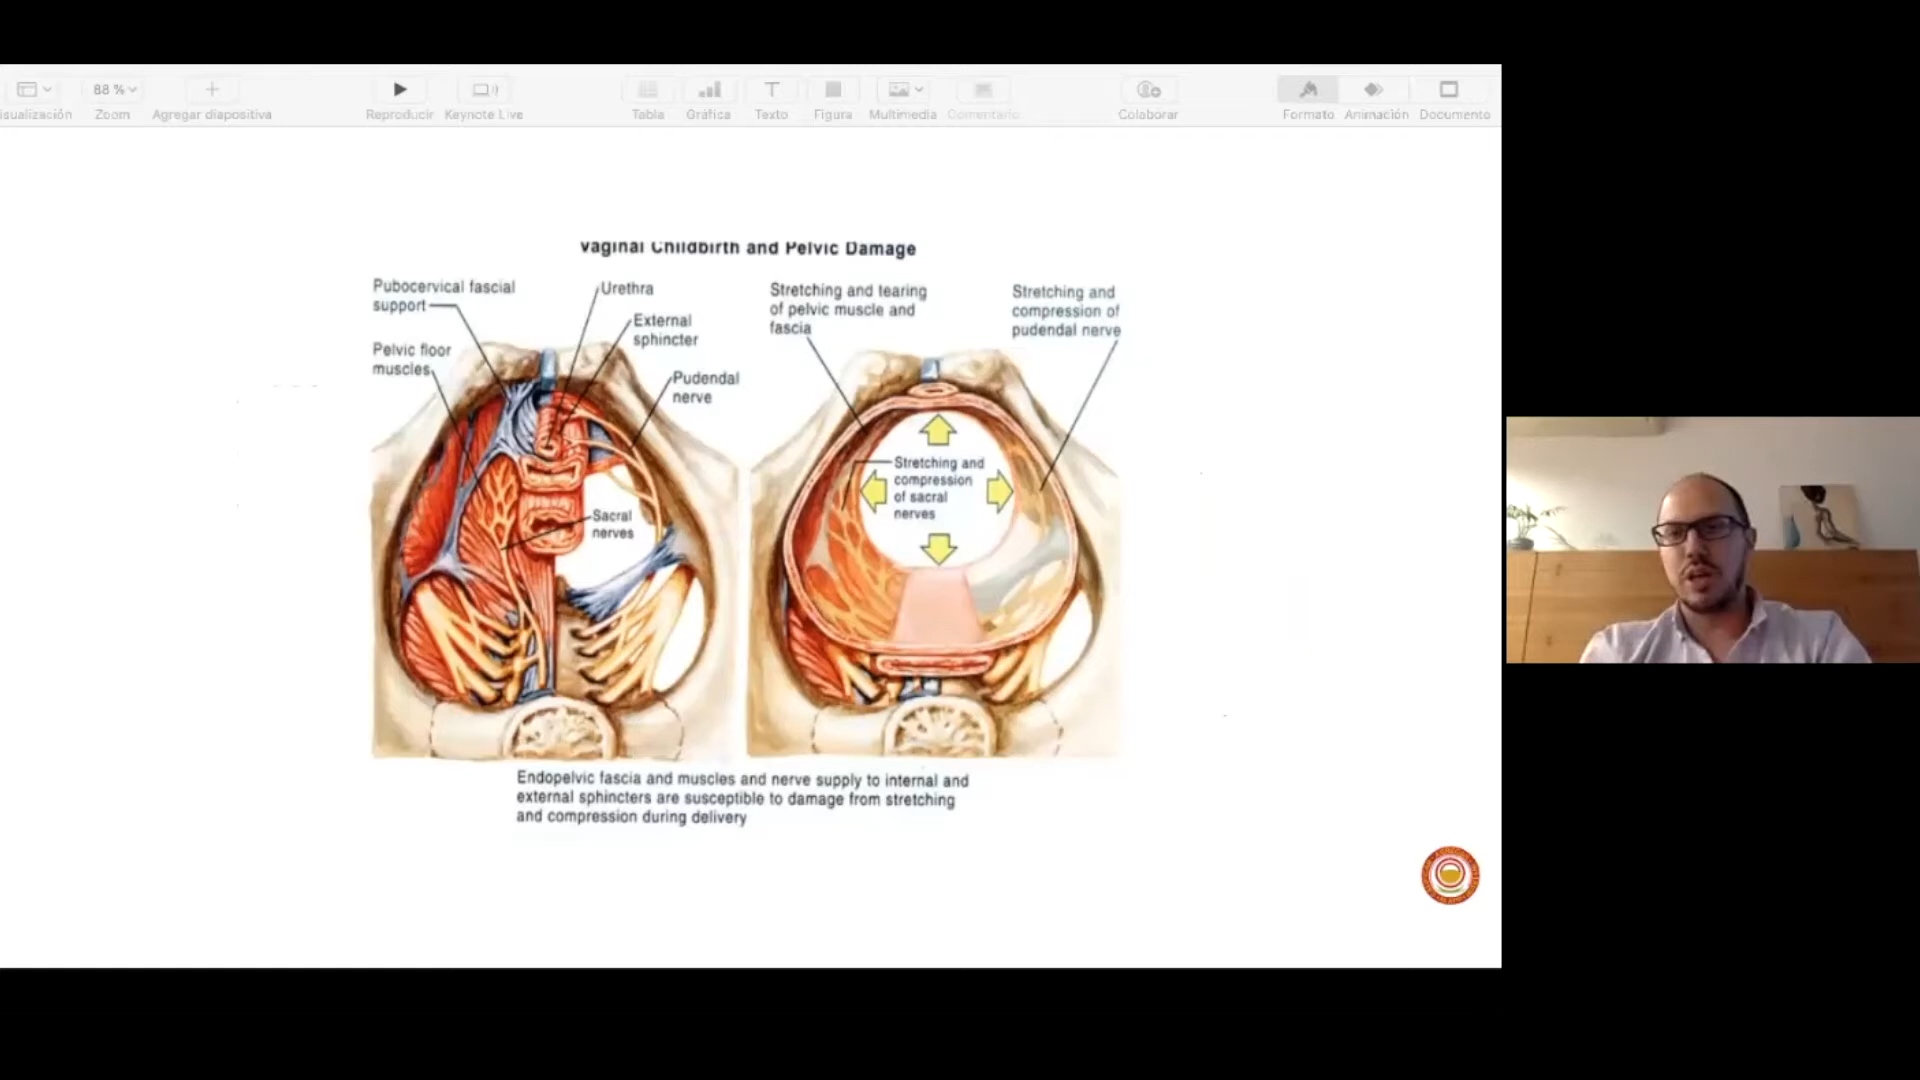 isualización
88 %
Zoom
Agregar diapositiva
Reproducir
Keynote Live
Tabla
Gráfica
Texto
Figura
Multimedia
Comentario
Colaborar
Formato
Animación
Documento
Vaginal Childbirth and Pelvic Damage
Pubocervical fascial
support
Pelvic floor
muscles
Urethra
External
sphincter
Pudendal
nerve
Sacral
nerves
Stretching and tearing
of pelvic muscle and
fascia
Stretching and
compression of
pudendal nerve
Stretching and
compression
of sacral
nerves
Endopelvic fascia and muscles and nerve supply to internal and
external sphincters are susceptible to damage from stretching
and compression during delivery